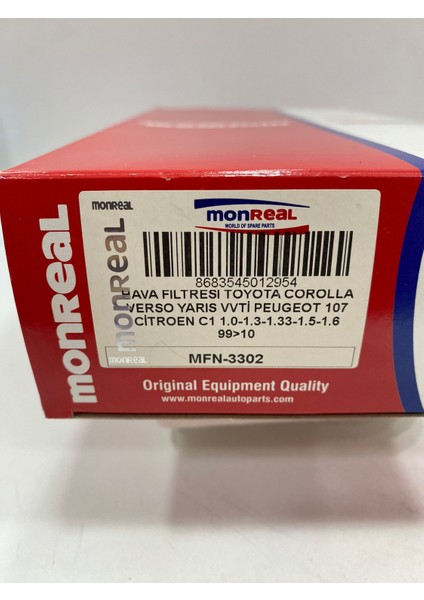 monReaL
monReaL
monReaL
monReaL
WORLD OF SPARE PARTS
8683545012954
HAVA FILTRESI TOYOTA COROLLA
VERSO YARIS VVTİ PEUGEOT 107
CİTROEN C1 1.0-1.3-1.33-1.5-1.6
99>10
MFN-3302
monReaL
Original Equipment Quality
www.monrealautoparts.com